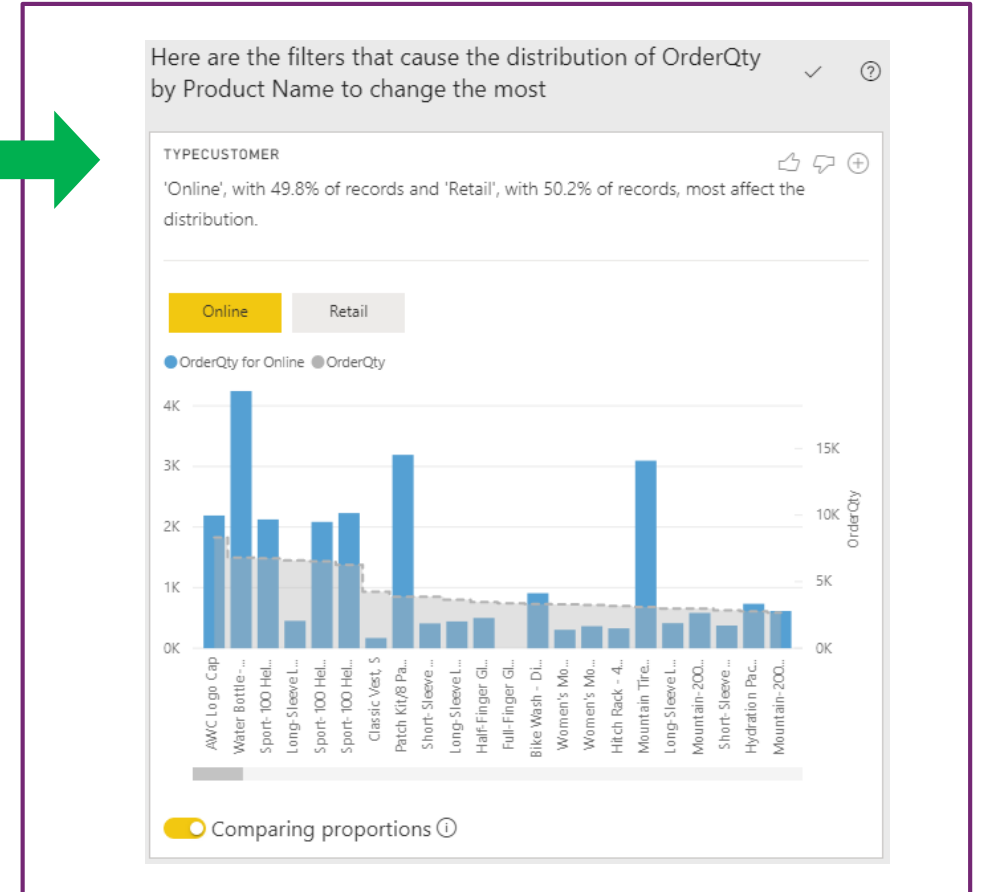 Here are the filters that cause the distribution of OrderQty
by Product Name to change the most
TYPECUSTOMER
'Online', with 49.8% of records and 'Retail', with 50.2% of records, most affect the
distribution.
Online
Retail
OrderQty for Online
OrderQty
4K
3K
2K
1K
0K
15K
10K
5K
0K
OrderQty
AWC Logo Cap
Water Bottle - ...
Sport-100 Hel...
Long-Sleeve L...
Sport-100 Hel...
Sport-100 Hel...
Classic Vest, S
Patch Kit/8 Pa...
Short-Sleeve ...
Long-Sleeve L...
Half-Finger Gl...
Full-Finger Gl...
Bike Wash - Di...
Women's Mo...
Women's Mo...
Hitch Rack - 4...
Mountain Tire...
Long-Sleeve L...
Mountain-200...
Short-Sleeve ...
Hydration Pac...
Mountain-200...
Comparing proportions